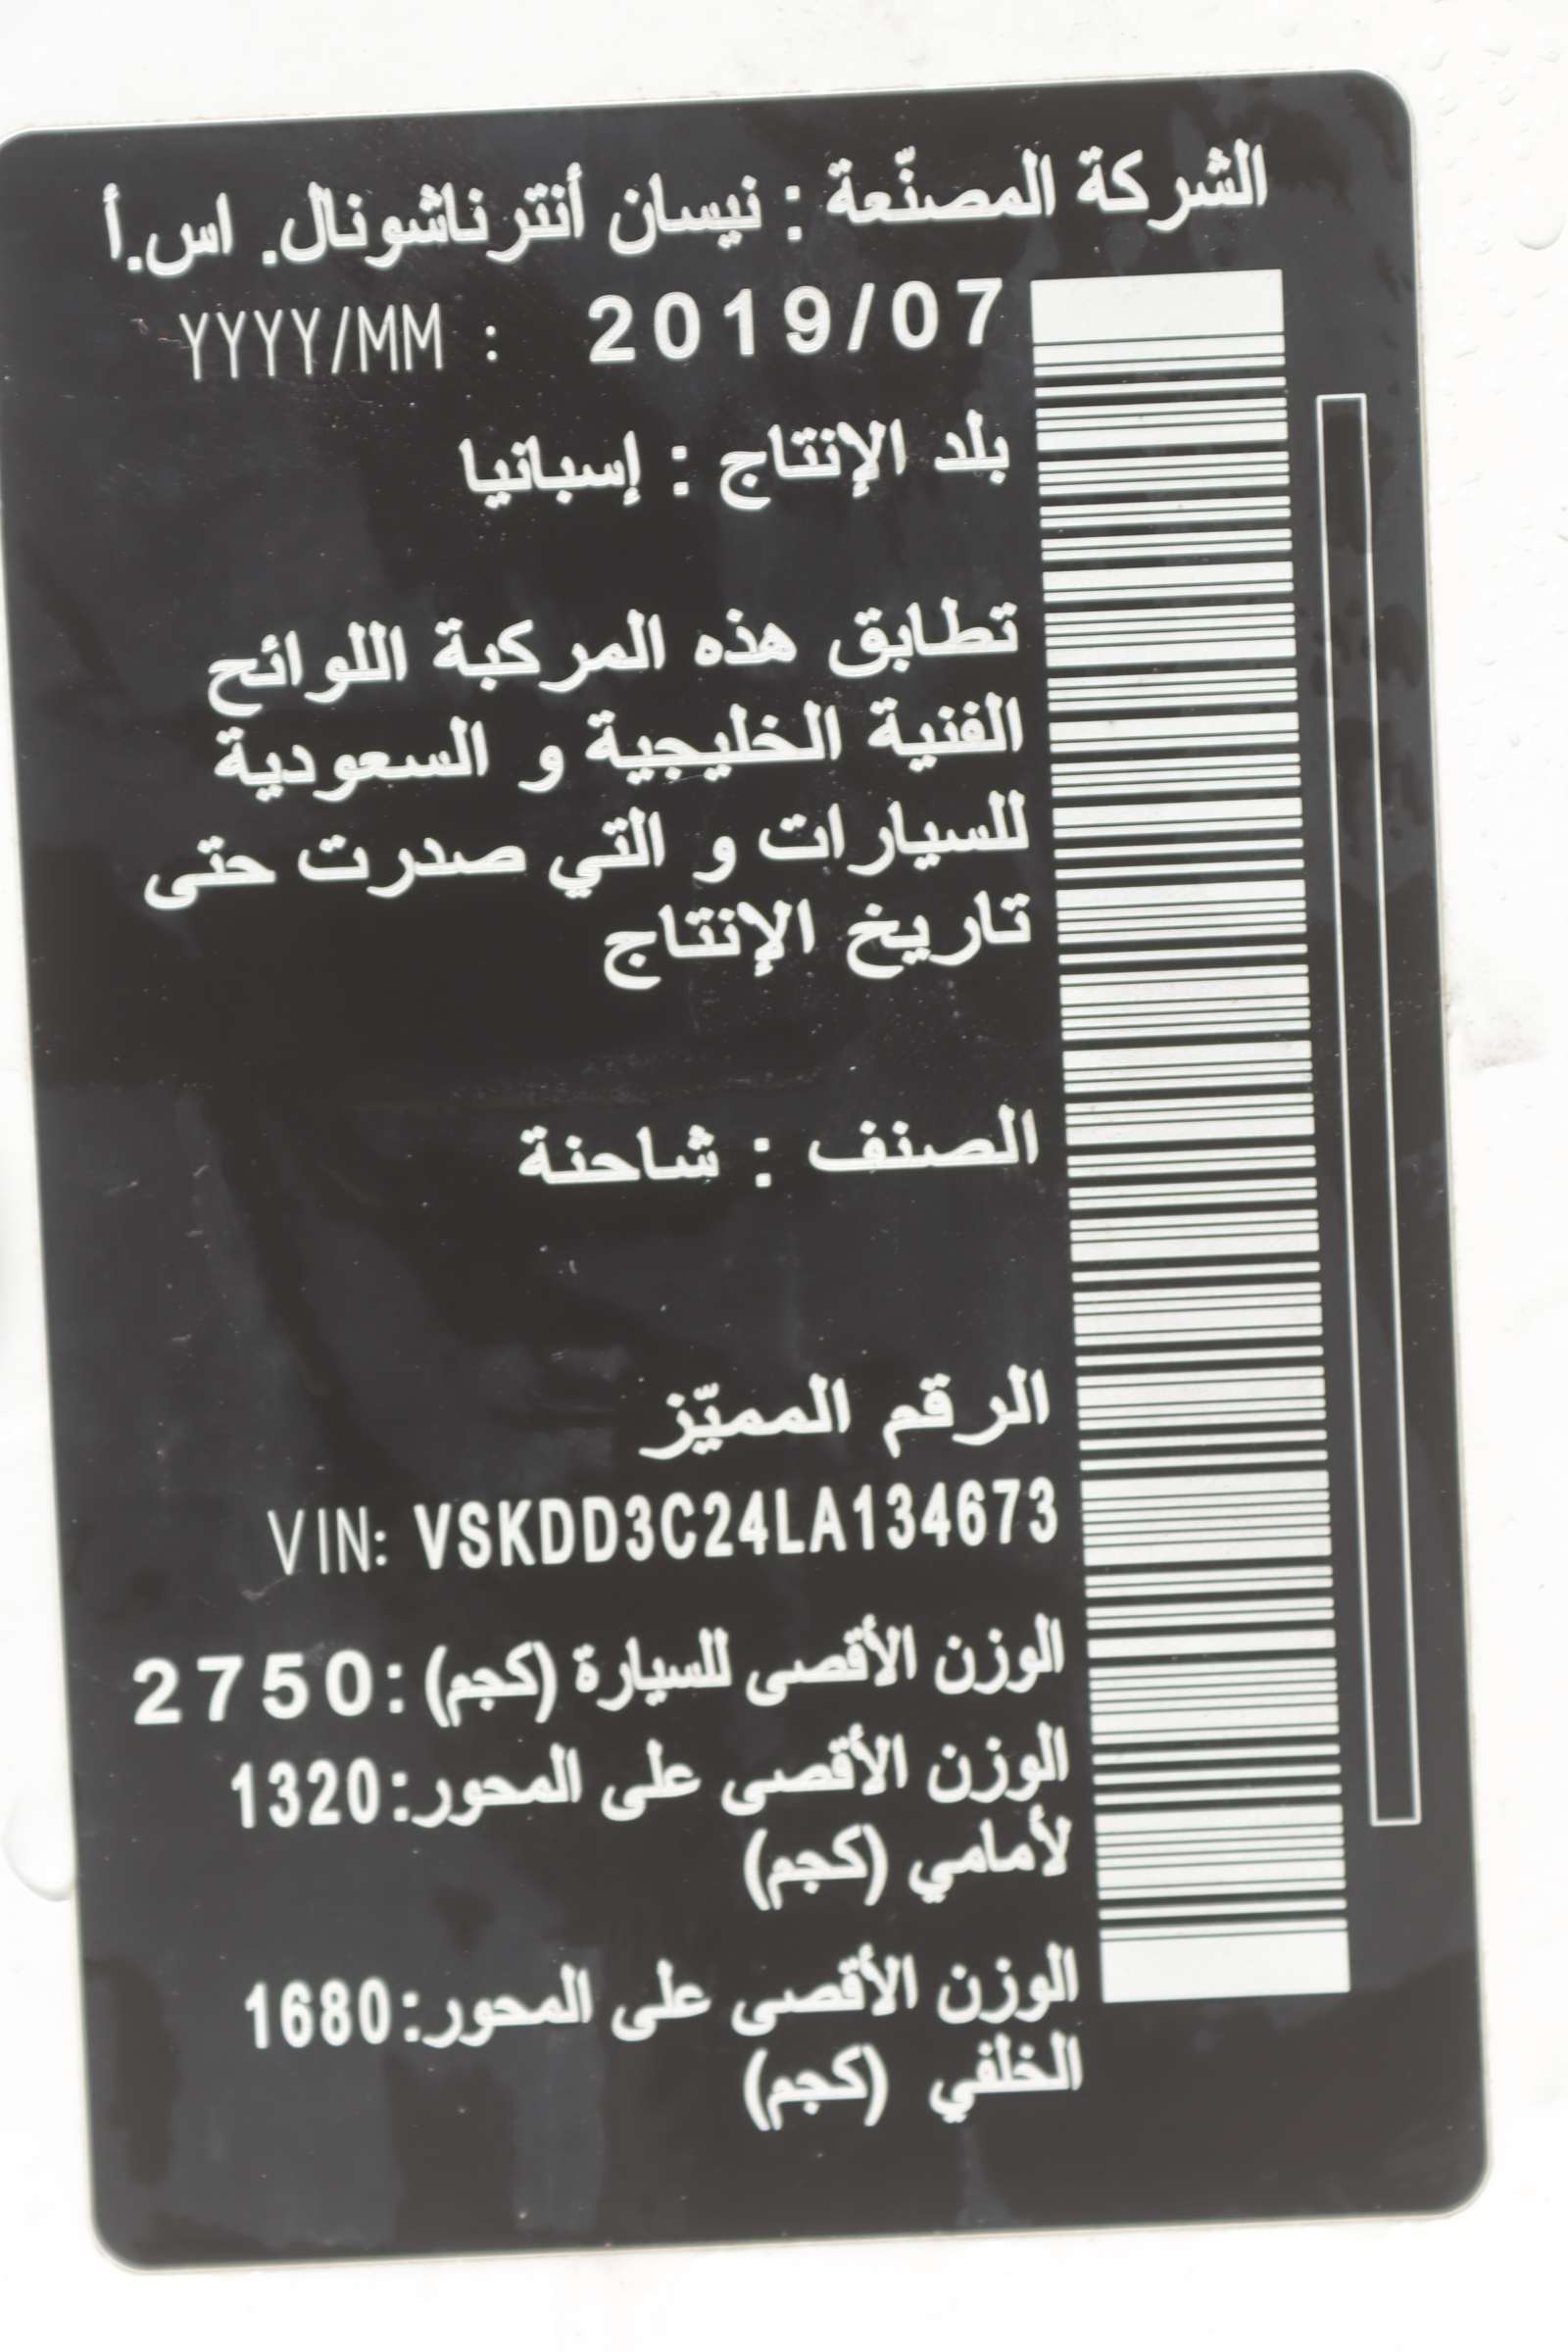 الشركة المصنّعة : نيسان أنترناشونال. اس.أ
YYYY/MM : 2019/07
بلد الإنتاج : إسبانيا
تطابق هذه المركبة اللوائح
الفنية الخليجية و السعودية
للسيارات و التي صدرت حتى
تاريخ الإنتاج
الصنف : شاحنة
الرقم المميّز
VIN: VSKDD3C24LA134673
الوزن الأقصى للسيارة (كجم):2750
الوزن الأقصى على المحور:1320
لأمامي (كجم)
الوزن الأقصى على المحور:1680
الخلفي (كجم)